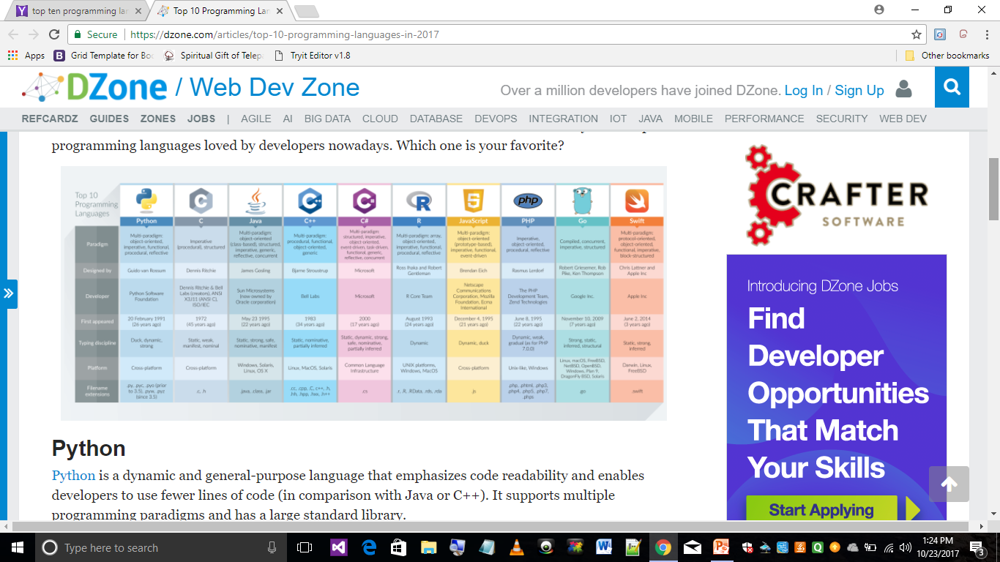 top ten programming lan
Top 10 Programming Lan
Secure
https://dzone.com/articles/top-10-programming-languages-in-2017
Apps
Grid Template for Bo
Spiritual Gift of Telep
Tryit Editor v1.8
Other bookmarks
DZone / Web Dev Zone
Over a million developers have joined DZone. Log In / Sign Up
REFCARDZ GUIDES ZONES JOBS | AGILE AI BIG DATA CLOUD DATABASE DEVOPS INTEGRATION IOT JAVA MOBILE PERFORMANCE SECURITY WEB DEV
programming languages loved by developers nowadays. Which one is your favorite?
Top 10
Programming
Languages
C
C++
C#
R
5
php
Python C Java C++ C# R JavaScript PHP Go Swift
Paradigm
Multi-paradigm:
object-oriented,
imperative, functional,
procedural, reflective
Imperative
(procedural), structured
Multi-paradigm:
object-oriented
(class-based), structured,
imperative, generic,
reflective, concurrent
Multi-paradigm:
procedural, functional,
object-oriented,
generic
Multi-paradigm:
structured, imperative,
object-oriented,
event-driven, task-driven,
functional, generic,
reflective, concurrent
Multi-paradigm: array,
object-oriented,
imperative, functional,
procedural, reflective
Multi-paradigm:
object-oriented
(prototype-based),
imperative, functional,
event-driven
Imperative,
object-oriented,
procedural, reflective
Compiled, concurrent,
imperative, structured
Multi-paradigm:
protocol-oriented,
object-oriented,
functional, imperative,
block-structured
Designed by
Guido van Rossum
Dennis Ritchie
James Gosling
Bjarne Stroustrup
Microsoft
Ross Ihaka and Robert
Gentleman
Brendan Eich
Rasmus Lerdorf
Robert Griesemer, Rob
Pike, Ken Thompson
Chris Lattner and
Apple Inc
Developer
Python Software
Foundation
Dennis Ritchie & Bell
Labs (creators), ANSI
X3J11 (ANSI C),
ISO/IEC
Sun Microsystems
(now owned by
Oracle corporation)
Bell Labs
Microsoft
R Core Team
Netscape
Communications
Corporation, Mozilla
Foundation, Ecma
International
The PHP
Development Team,
Zend Technologies
Google Inc.
Apple Inc
First appeared
20 February 1991
(26 years ago)
1972
(45 years ago)
May 23 1995
(22 years ago)
1983
(34 years ago)
2000
(17 years ago)
August 1993
(24 years ago)
December 4, 1995
(21 years ago)
June 8, 1995
(22 years ago)
November 10, 2009
(7 years ago)
June 2, 2014
(3 years ago)
Typing discipline
Duck, dynamic,
strong
Static, weak,
manifest, nominal
Static, strong, safe,
nominative, manifest
Static, nominative,
partially inferred
Static, dynamic, strong,
safe, nominative,
partially inferred
Dynamic
Dynamic, duck
Dynamic, weak,
gradual (as for PHP
7.0.0)
Strong, static,
inferred, structural
Static, strong,
inferred
Platform
Cross-platform
Cross-platform
Windows, Solaris,
Linux, OS X
Linux, MacOS, Solaris
Common Language
Infrastructure
UNIX platforms,
Windows, MacOS
Cross-platform
Unix-like, Windows
Linux, macOS, FreeBSD,
NetBSD, OpenBSD,
Windows, Plan 9,
DragonFly BSD, Solaris
Darwin, Linux,
FreeBSD
Filename
extensions
.py, .pyc, .pyo (prior
to 3.5), .pyw, .pyz
(since 3.5)
.c, .h
.java, .class, .jar
.cc, .cpp, .C, c++, .h,
.hh, .hpp, .hxx, .h++
.cs
.r, .R, .RData, .rds, .rda
.js
.php, .phtml, .php3,
.php4, .php5, .php7,
.phps
.go
.swift
Python
Python is a dynamic and general-purpose language that emphasizes code readability and enables
developers to use fewer lines of code (in comparison with Java or C++). It supports multiple
programming paradigms and has a large standard library.
CRAFTER
SOFTWARE
Introducing DZone Jobs
Find
Developer
Opportunities
That Match
Your Skills
Start Applying
Type here to search
1:24 PM
10/23/2017
3